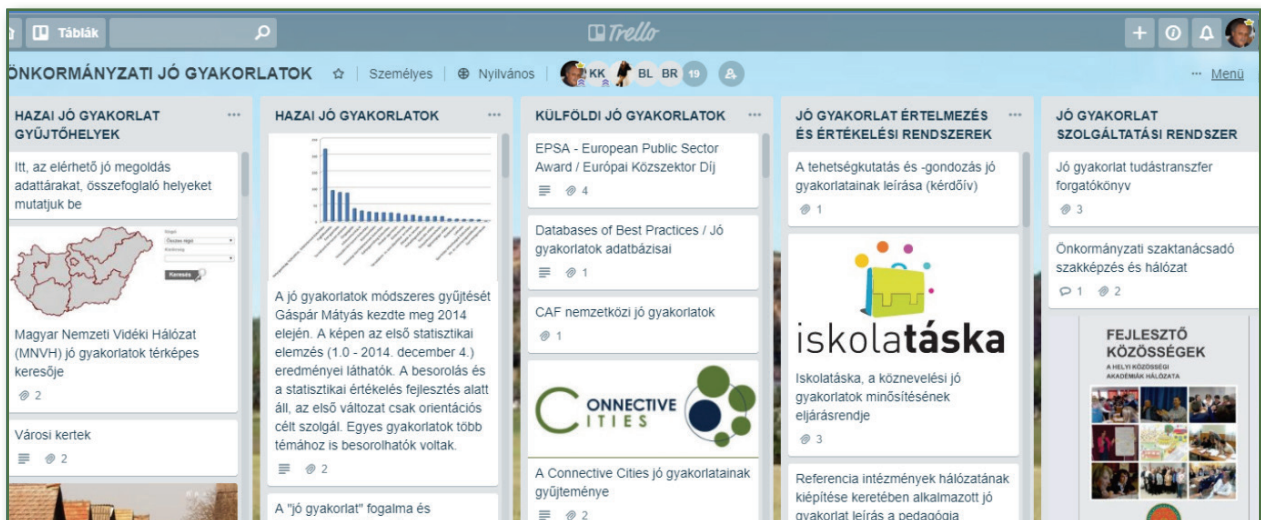 Táblák
Trello
ÖNKORMÁNYZATI JÓ GYAKORLATOK
Személyes
Nyilvános
KK
BL
BR
19
Menü
HAZAI JÓ GYAKORLAT
GYŰJTŐHELYEK
Itt, az elérhető jó megoldás
adattárakat, összefoglaló helyeket
mutatjuk be
Keresés
Magyar Nemzeti Vidéki Hálózat
(MNVH) jó gyakorlatok térképes
keresője
2
Városi kertek
2
HAZAI JÓ GYAKORLATOK
A jó gyakorlatok módszeres gyűjtését
Gáspár Mátyás kezdte meg 2014
elején. A képen az első statisztikai
elemzés (1.0 - 2014. december 4.)
eredményei láthatók. A besorolás és
a statisztikai értékelés fejlesztés alatt
áll, az első változat csak orientációs
célt szolgál. Egyes gyakorlatok több
témához is besorolhatók voltak.
2
A "jó gyakorlat" fogalma és
KÜLFÖLDI JÓ GYAKORLATOK
EPSA - European Public Sector
Award / Európai Közszektor Díj
4
Databases of Best Practices / Jó
gyakorlatok adatbázisai
1
CAF nemzetközi jó gyakorlatok
1
CONNECTIVE
CITIES
A Connective Cities jó gyakorlatainak
gyűjteménye
2
JÓ GYAKORLAT ÉRTELMEZÉS
ÉS ÉRTÉKELÉSI RENDSZEREK
A tehetségkutatás és -gondozás jó
gyakorlatainak leírása (kérdőív)
1
iskolatáska
Iskolatáska, a köznevelési jó
gyakorlatok minősítésének
eljárásrendje
3
Referencia intézmények hálózatának
kiépítése keretében alkalmazott jó
gyakorlat leírás a pedagógia
JÓ GYAKORLAT
SZOLGÁLTATÁSI RENDSZER
Jó gyakorlat tudástranszfer
forgatókönyv
3
Önkormányzati szaktanácsadó
szakképzés és hálózat
1 2
FEJLESZTŐ
KÖZÖSSÉGEK
A HELYI KÖZÖSSÉGI
AKADÉMIÁK HÁLÓZATA